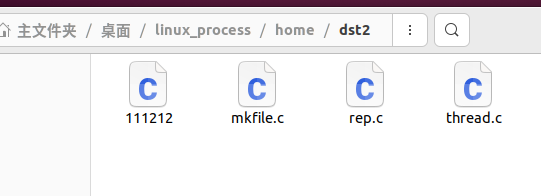 主文件夹 / 桌面 / linux_process / home / dst2
C C C C
111212 mkfile.c rep.c thread.c